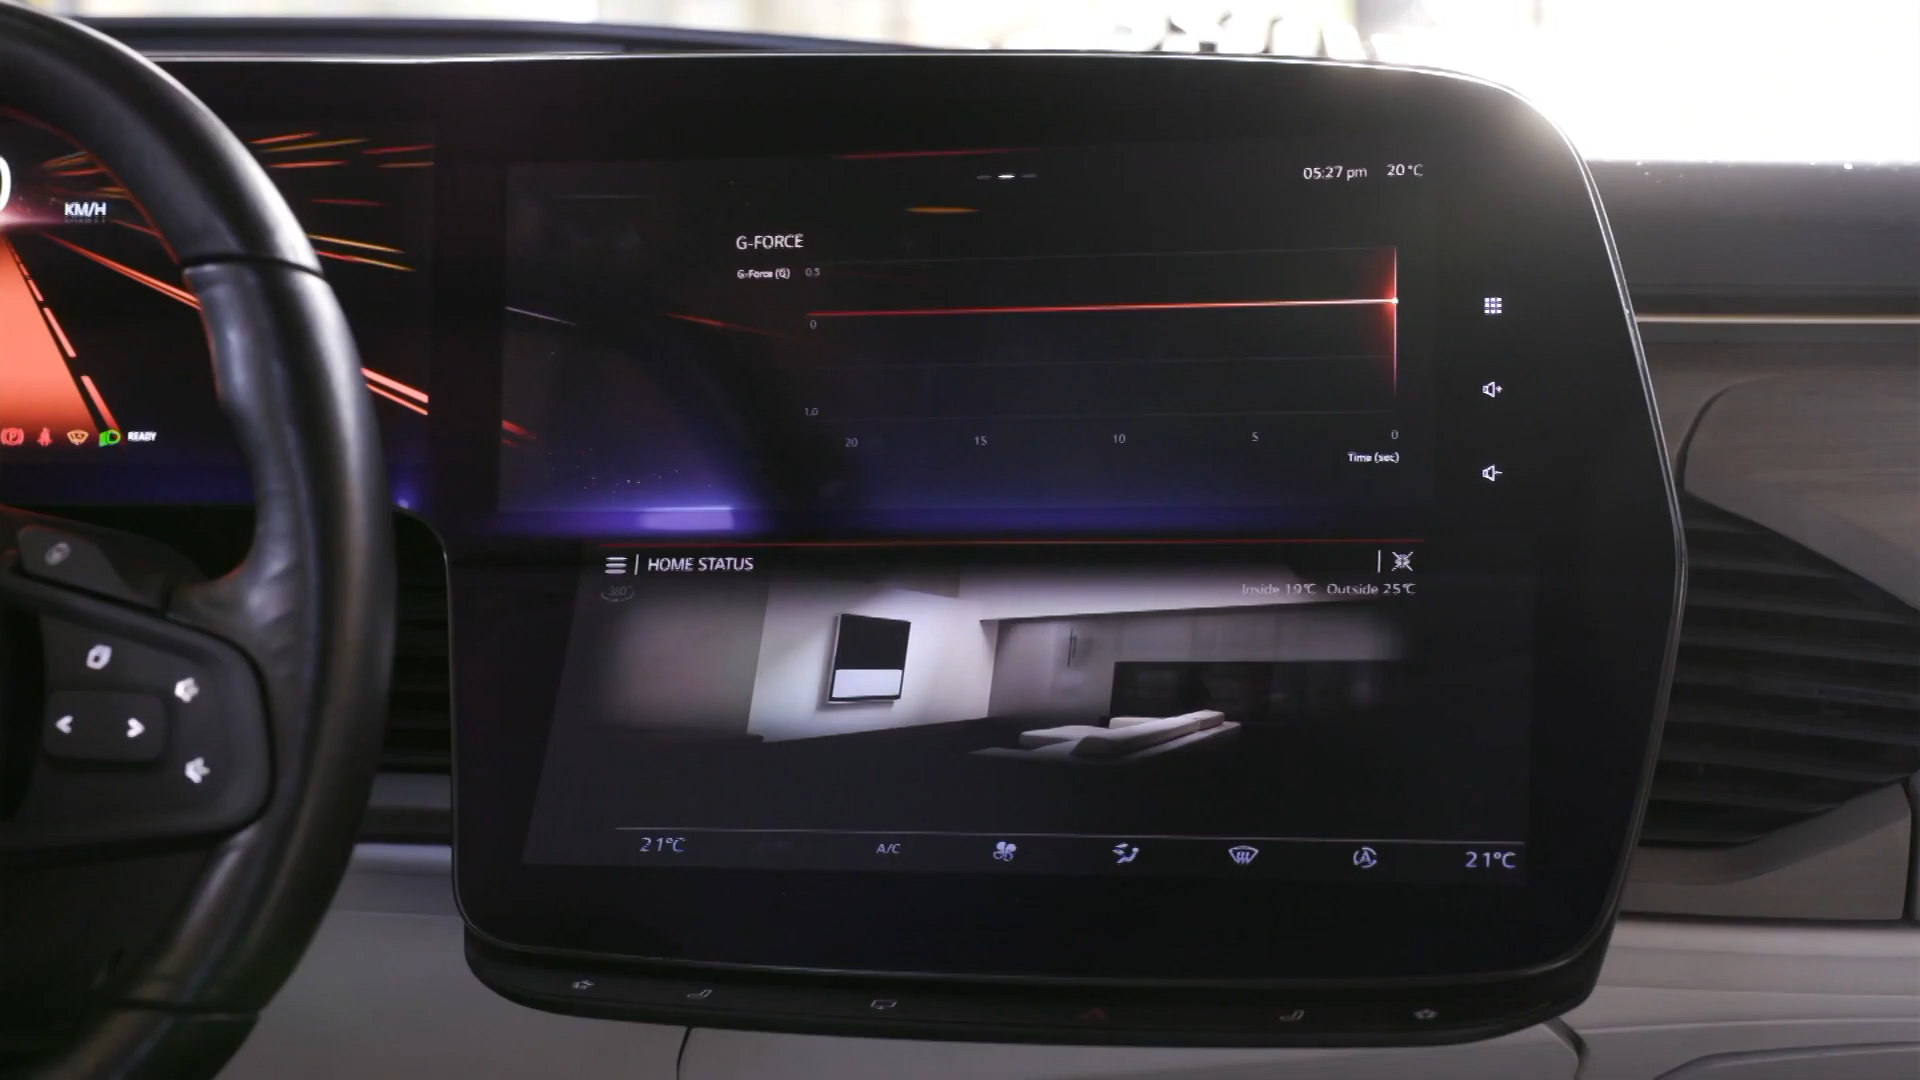 05:27 pm 20°C
KM/H
G-FORCE
G-Force (G) 0.5
0
1.0
20 15 10 5 0
READY
Time (sec)
HOME STATUS
360°
Inside 19°C Outside 25°C
21°C A/C 21°C